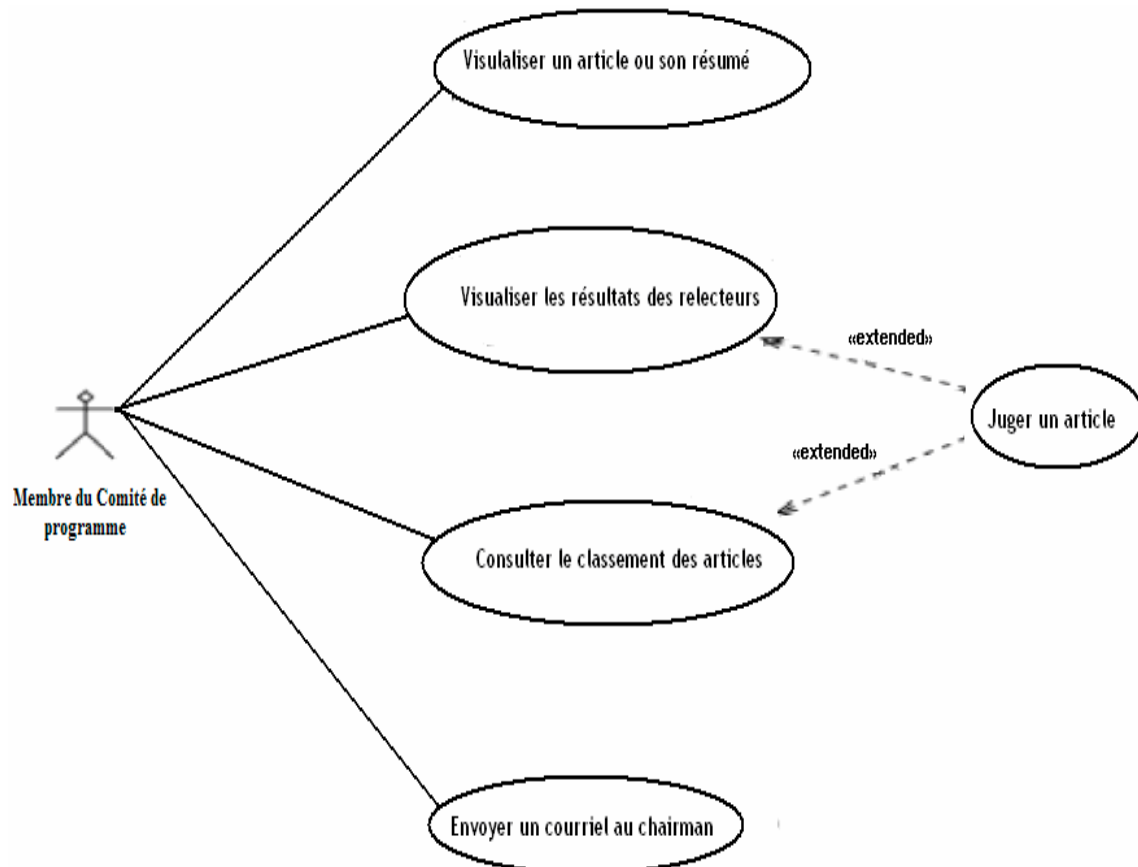 Visulaliser un article ou son résumé
Visualiser les résultats des relecteurs
«extended»
Juger un article
«extended»
Membre du Comité de
programme
Consulter le classement des articles
Envoyer un courriel au chairman